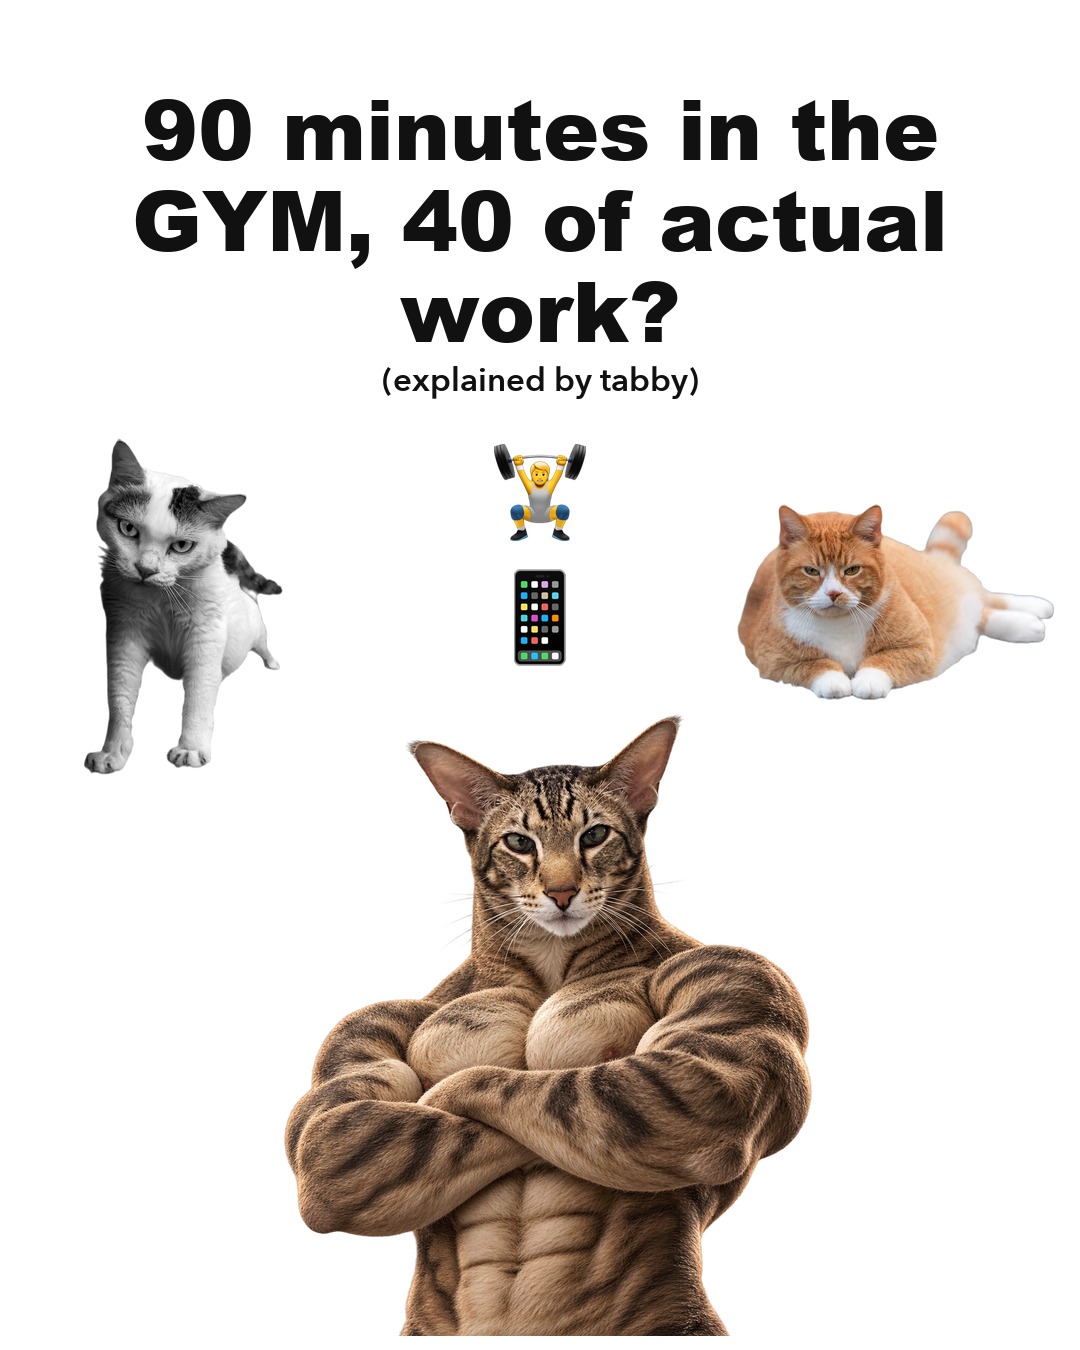 90 minutes in the
GYM, 40 of actual
work?
(explained by tabby)